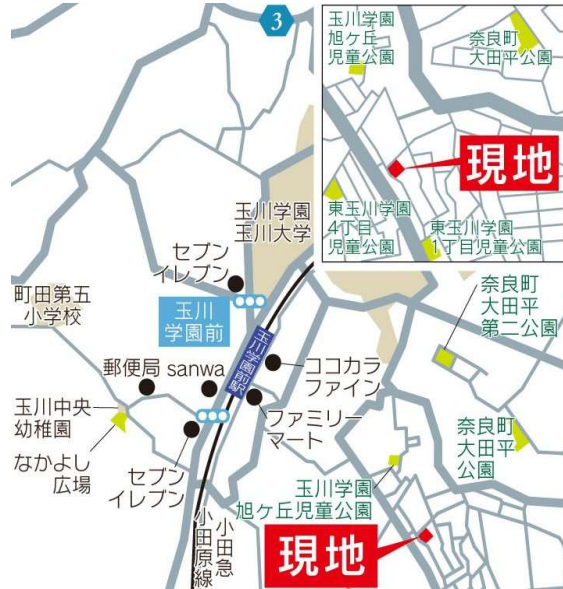 3
玉川学園
旭ケ丘
児童公園
奈良町
大田平公園
現地
東玉川学園
4丁目
児童公園
東玉川学園
1丁目児童公園
玉川学園
玉川大学
セブン
イレブン
町田第五
小学校
玉川
学園前
玉川学園前駅
奈良町
大田平
第二公園
ココカラ
ファイン
郵便局
sanwa
玉川中央
幼稚園
ファミリー
マート
なかよし
広場
セブン
イレブン
奈良町
大田平
公園
玉川学園
旭ケ丘児童公園
小田急
小田原線
現地